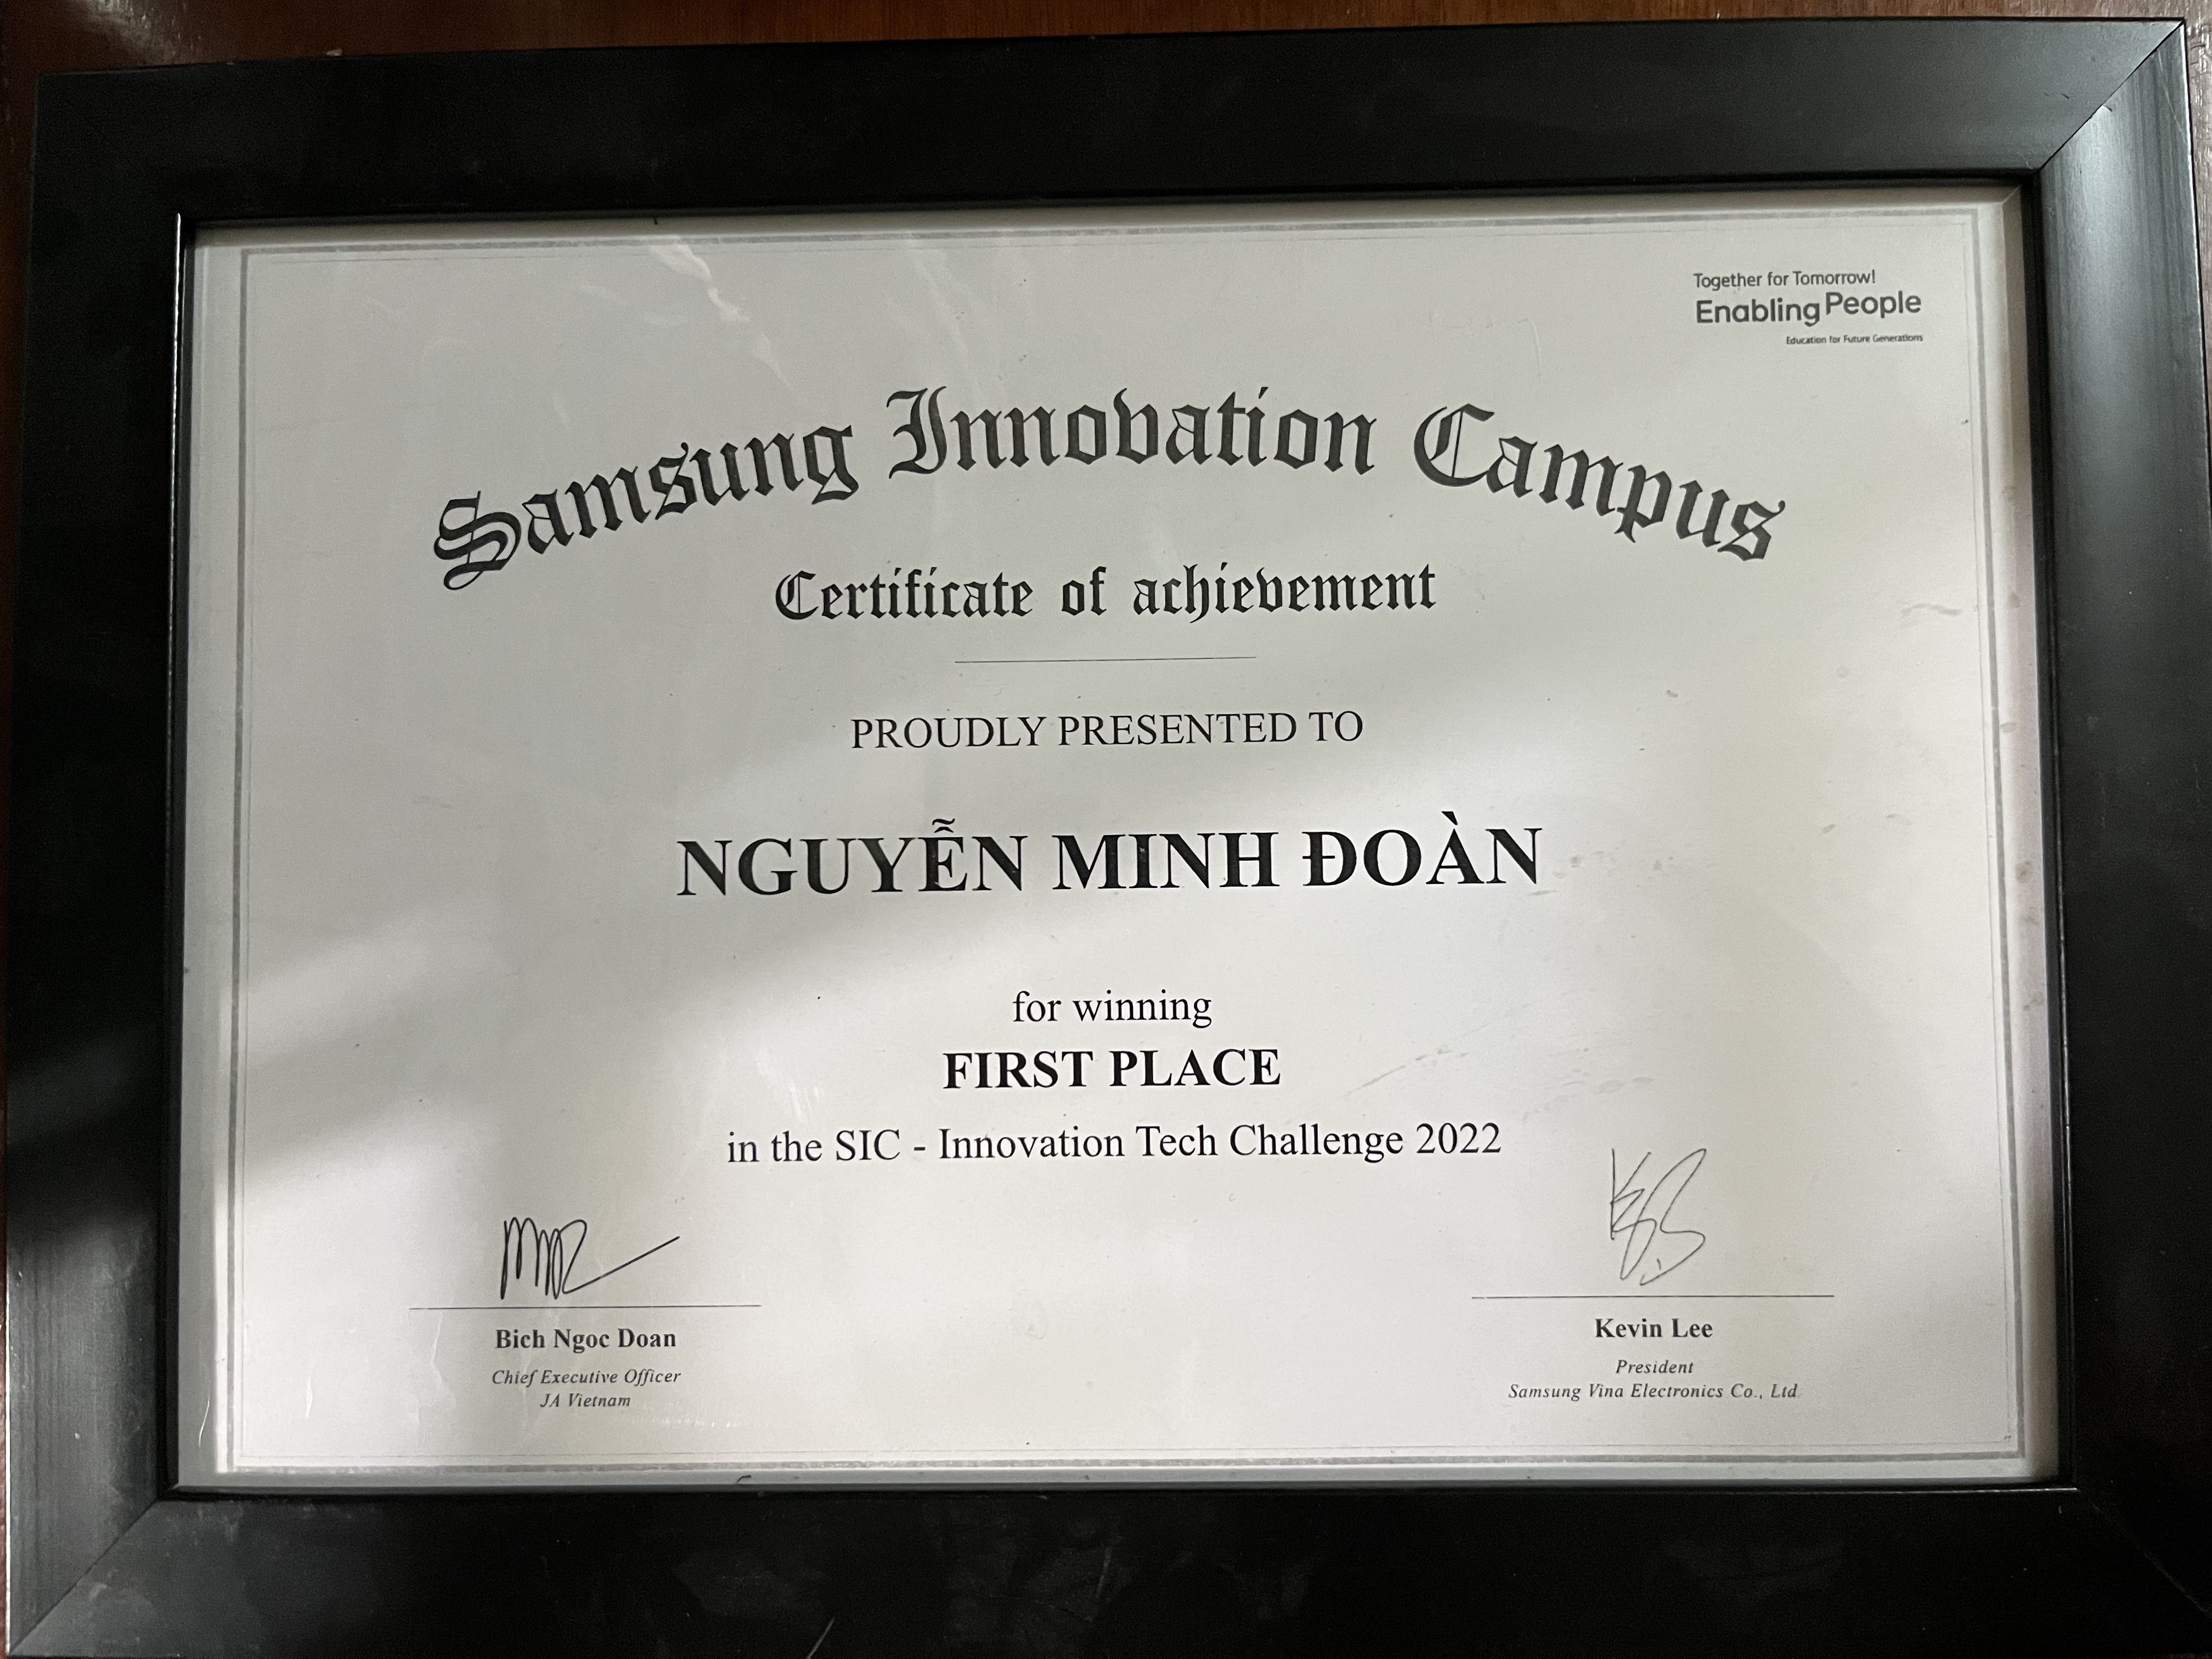 Together for Tomorrow!
Enabling People
Education for Future Generations
Samsung Innovation Campus
Certificate of achievement
PROUDLY PRESENTED TO
NGUYỄN MINH ĐOÀN
for winning
FIRST PLACE
in the SIC - Innovation Tech Challenge 2022
Bich Ngoc Doan
Chief Executive Officer
JA Vietnam
Kevin Lee
President
Samsung Vina Electronics Co., Ltd